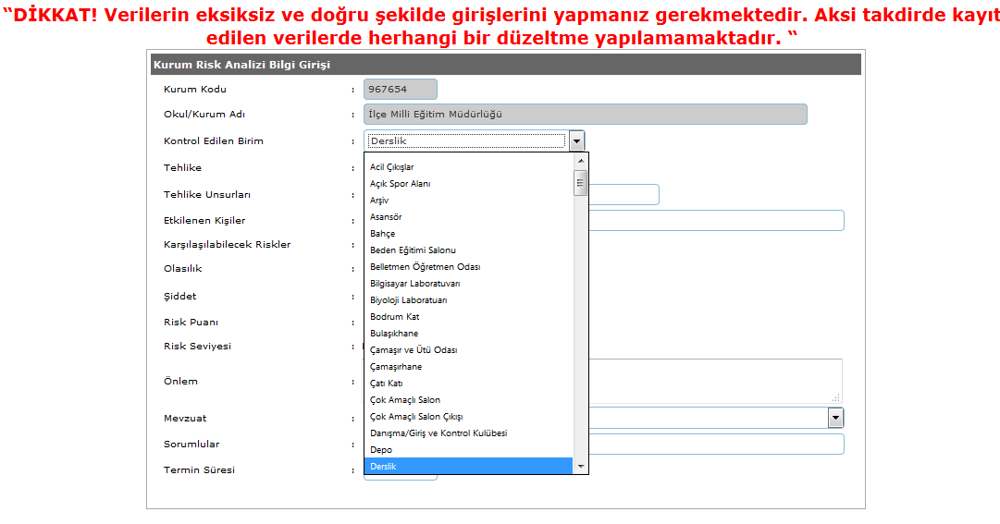 “DİKKAT! Verilerin eksiksiz ve doğru şekilde girişlerini yapmanız gerekmektedir. Aksi takdirde kayıt
edilen verilerde herhangi bir düzeltme yapılamamaktadır. “
Kurum Risk Analizi Bilgi Girişi
Kurum Kodu : 967654
Okul/Kurum Adı : İlçe Milli Eğitim Müdürlüğü
Kontrol Edilen Birim : Derslik
Tehlike :
Tehlike Unsurları :
Etkilenen Kişiler :
Karşılaşılabilecek Riskler :
Olasılık :
Şiddet :
Risk Puanı :
Risk Seviyesi :
Önlem :
Mevzuat :
Sorumlular :
Termin Süresi :
Acil Çıkışlar
Açık Spor Alanı
Arşiv
Asansör
Bahçe
Beden Eğitimi Salonu
Belletmen Öğretmen Odası
Bilgisayar Laboratuvarı
Biyoloji Laboratuarı
Bodrum Kat
Bulaşıkhane
Çamaşır ve Ütü Odası
Çamaşırhane
Çatı Katı
Çok Amaçlı Salon
Çok Amaçlı Salon Çıkışı
Danışma/Giriş ve Kontrol Kulübesi
Depo
Derslik